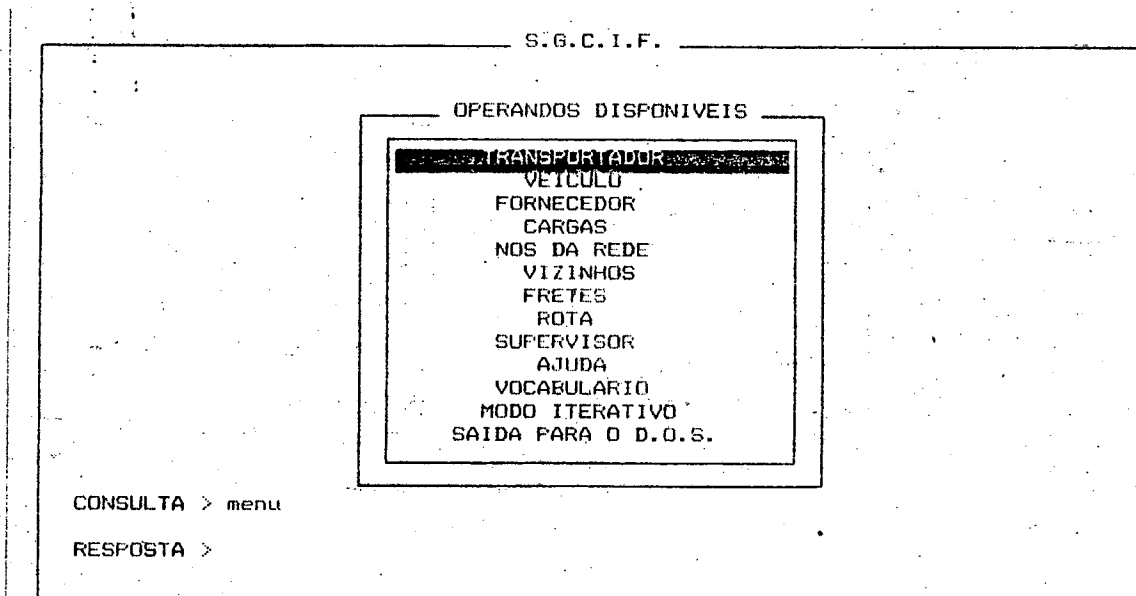 S.G.C.I.F.
OPERANDOS DISPONIVEIS
TRANSPORTADOR
VEICULO
FORNECEDOR
CARGAS
NOS DA REDE
VIZINHOS
FRETES
ROTA
SUPERVISOR
AJUDA
VOCABULARIO
MODO ITERATIVO
SAIDA PARA O D.O.S.
CONSULTA > menu
RESPOSTA >